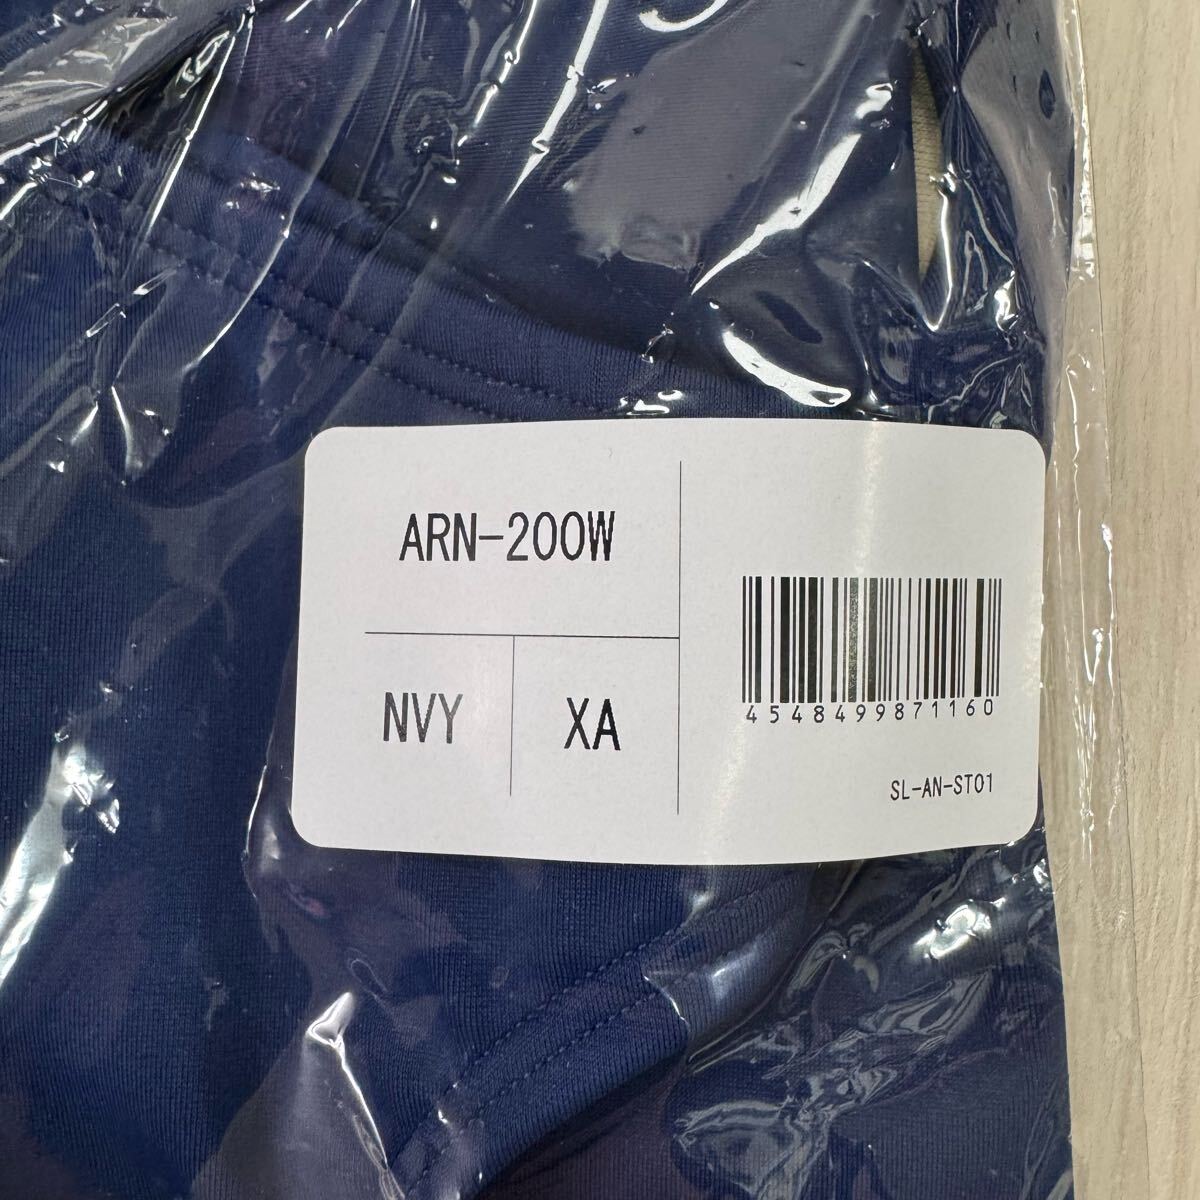 ARN-200W
NVY
XA
4548499871160
SL-AN-ST01